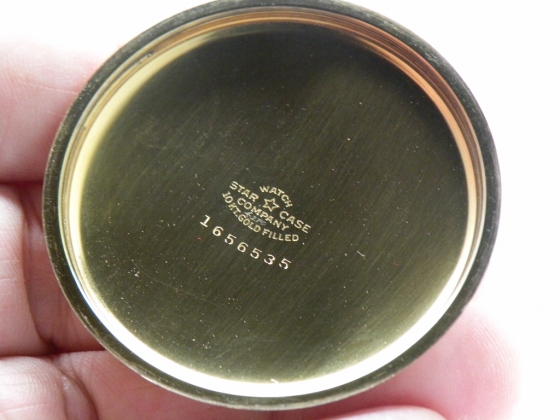 STAR WATCH CASE
COMPANY
10 KT. GOLD FILLED
1656535